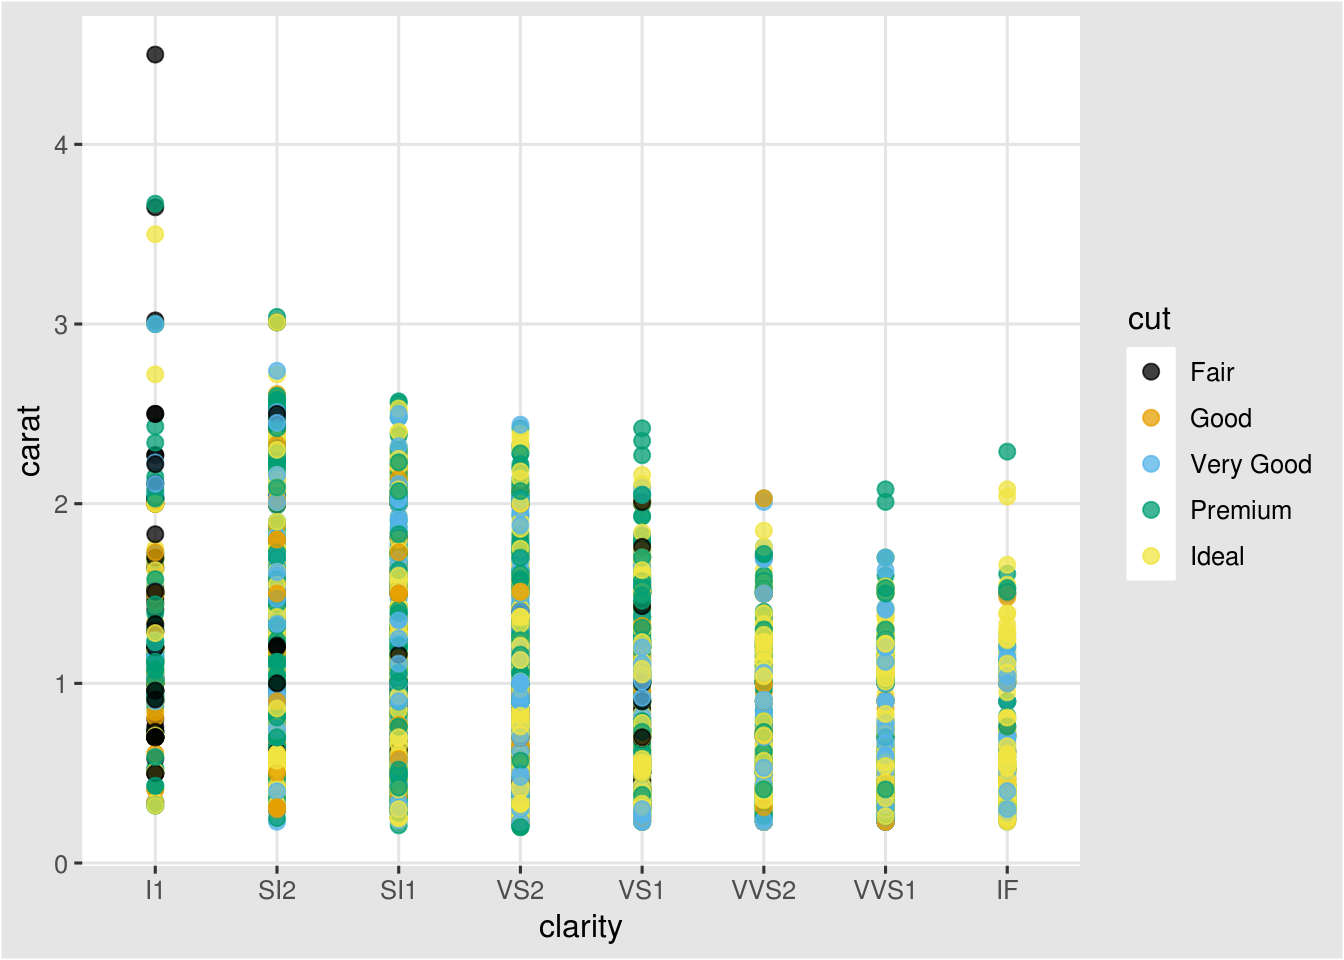 4
3
2
1
0
carat
I1 SI2 SI1 VS2 VS1 VVS2 VVS1 IF
clarity
cut
Fair
Good
Very Good
Premium
Ideal